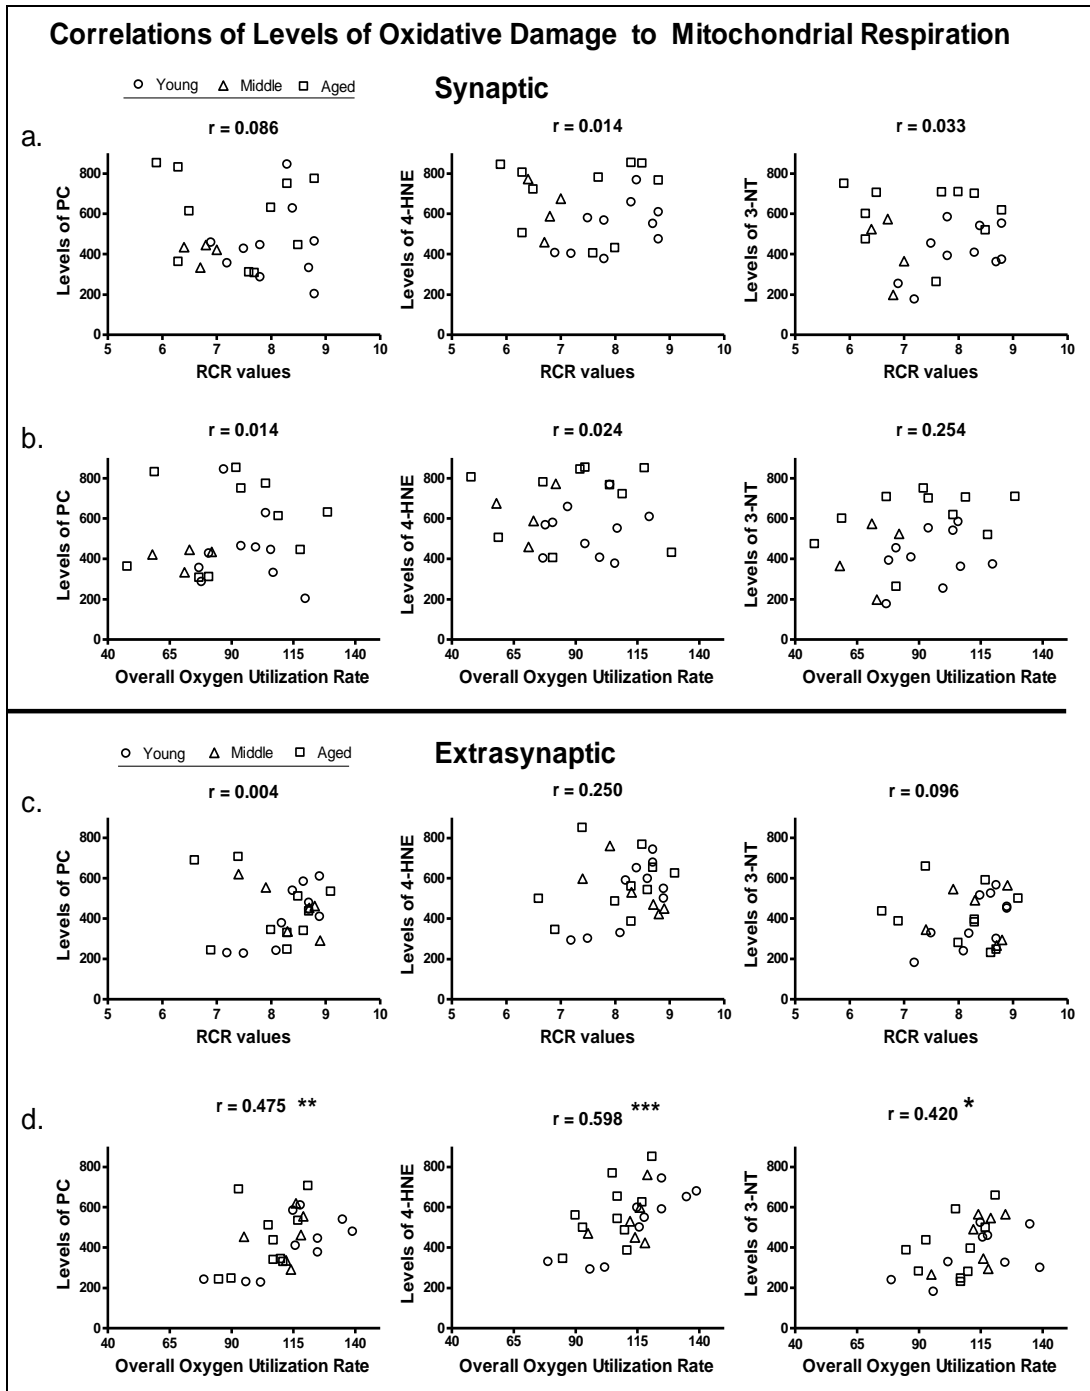 Correlations of Levels of Oxidative Damage to Mitochondrial Respiration
Young Middle Aged
Synaptic
a.
r = 0.086
r = 0.014
r = 0.033
Levels of PC
800
600
400
200
0
5 6 7 8 9 10
RCR values
Levels of 4-HNE
800
600
400
200
0
5 6 7 8 9 10
RCR values
Levels of 3-NT
800
600
400
200
0
5 6 7 8 9 10
RCR values
b.
r = 0.014
r = 0.024
r = 0.254
Levels of PC
800
600
400
200
0
40 65 90 115 140
Overall Oxygen Utilization Rate
Levels of 4-HNE
800
600
400
200
0
40 65 90 115 140
Overall Oxygen Utilization Rate
Levels of 3-NT
800
600
400
200
0
40 65 90 115 140
Overall Oxygen Utilization Rate
Young Middle Aged
Extrasynaptic
c.
r = 0.004
r = 0.250
r = 0.096
Levels of PC
800
600
400
200
0
5 6 7 8 9 10
RCR values
Levels of 4-HNE
800
600
400
200
0
5 6 7 8 9 10
RCR values
Levels of 3-NT
800
600
400
200
0
5 6 7 8 9 10
RCR values
d.
r = 0.475 **
r = 0.598 ***
r = 0.420 *
Levels of PC
800
600
400
200
0
40 65 90 115 140
Overall Oxygen Utilization Rate
Levels of 4-HNE
800
600
400
200
0
40 65 90 115 140
Overall Oxygen Utilization Rate
Levels of 3-NT
800
600
400
200
0
40 65 90 115 140
Overall Oxygen Utilization Rate